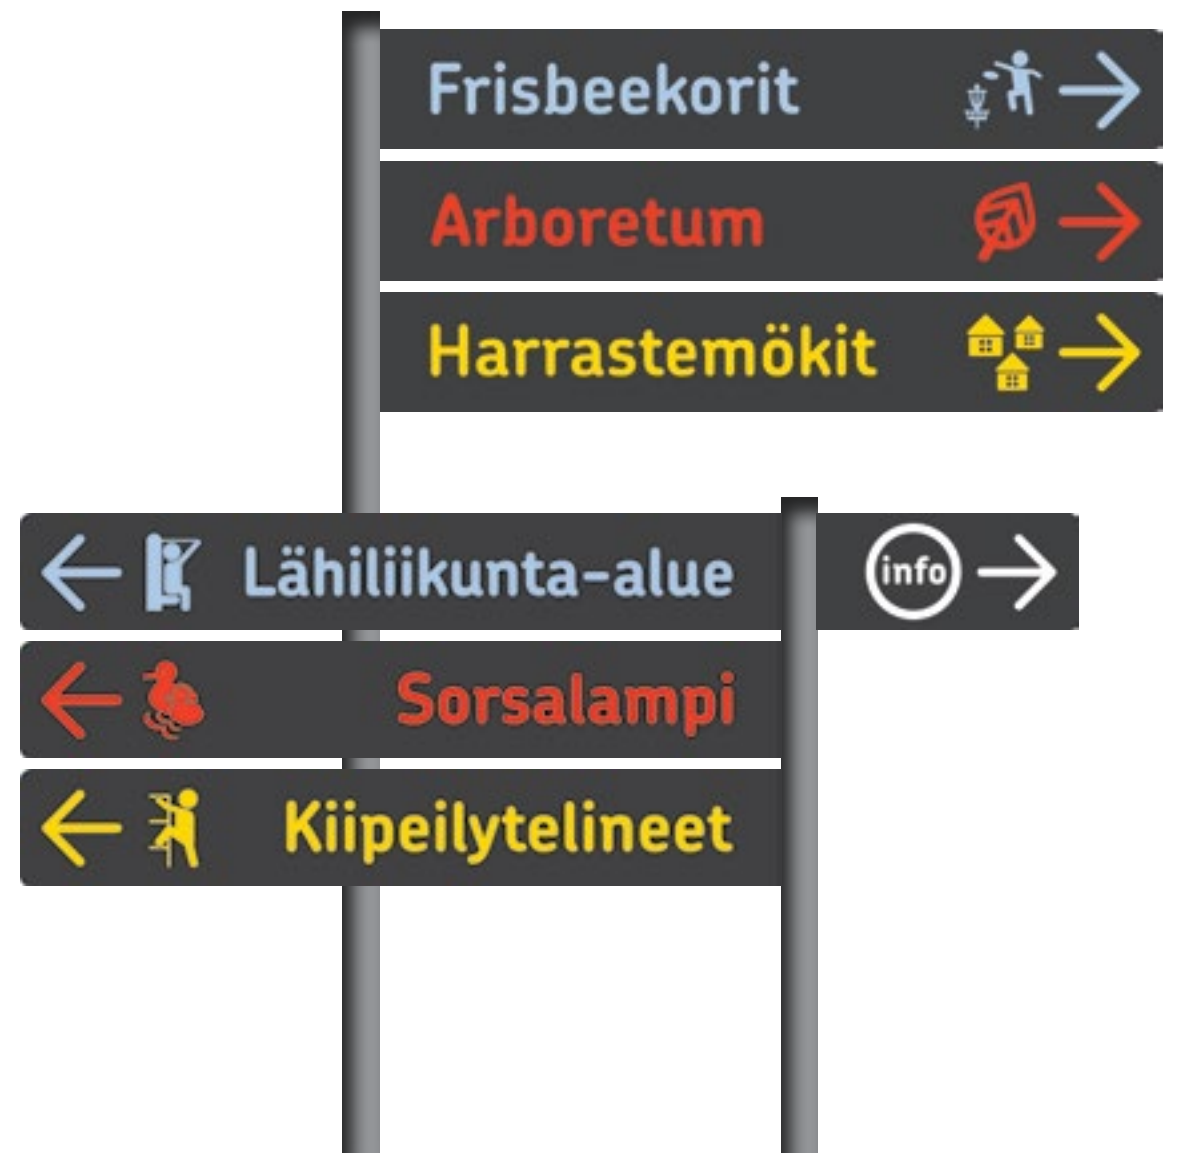 Frisbeekorit
Arboretum
Harrastemökit
Lähiliikunta-alue
info
Sorsalampi
Kiipeilytelineet